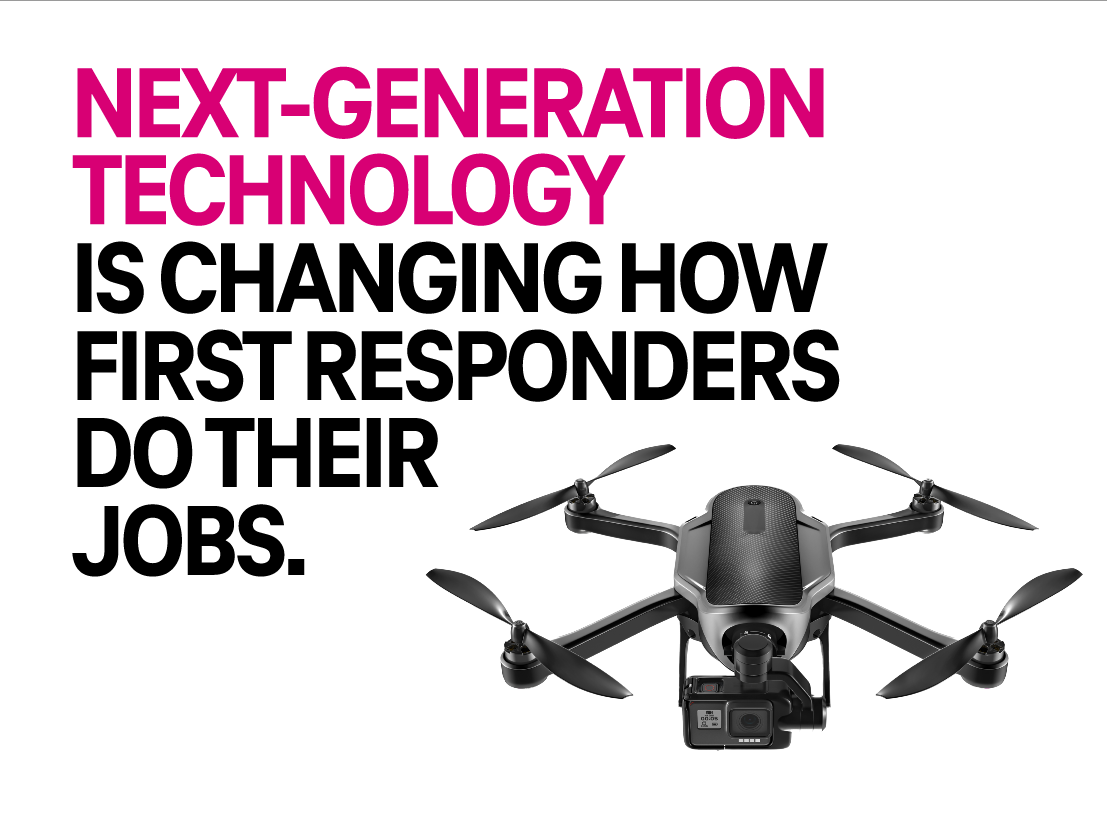 NEXT-GENERATION
TECHNOLOGY
IS CHANGING HOW
FIRST RESPONDERS
DO THEIR
JOBS.